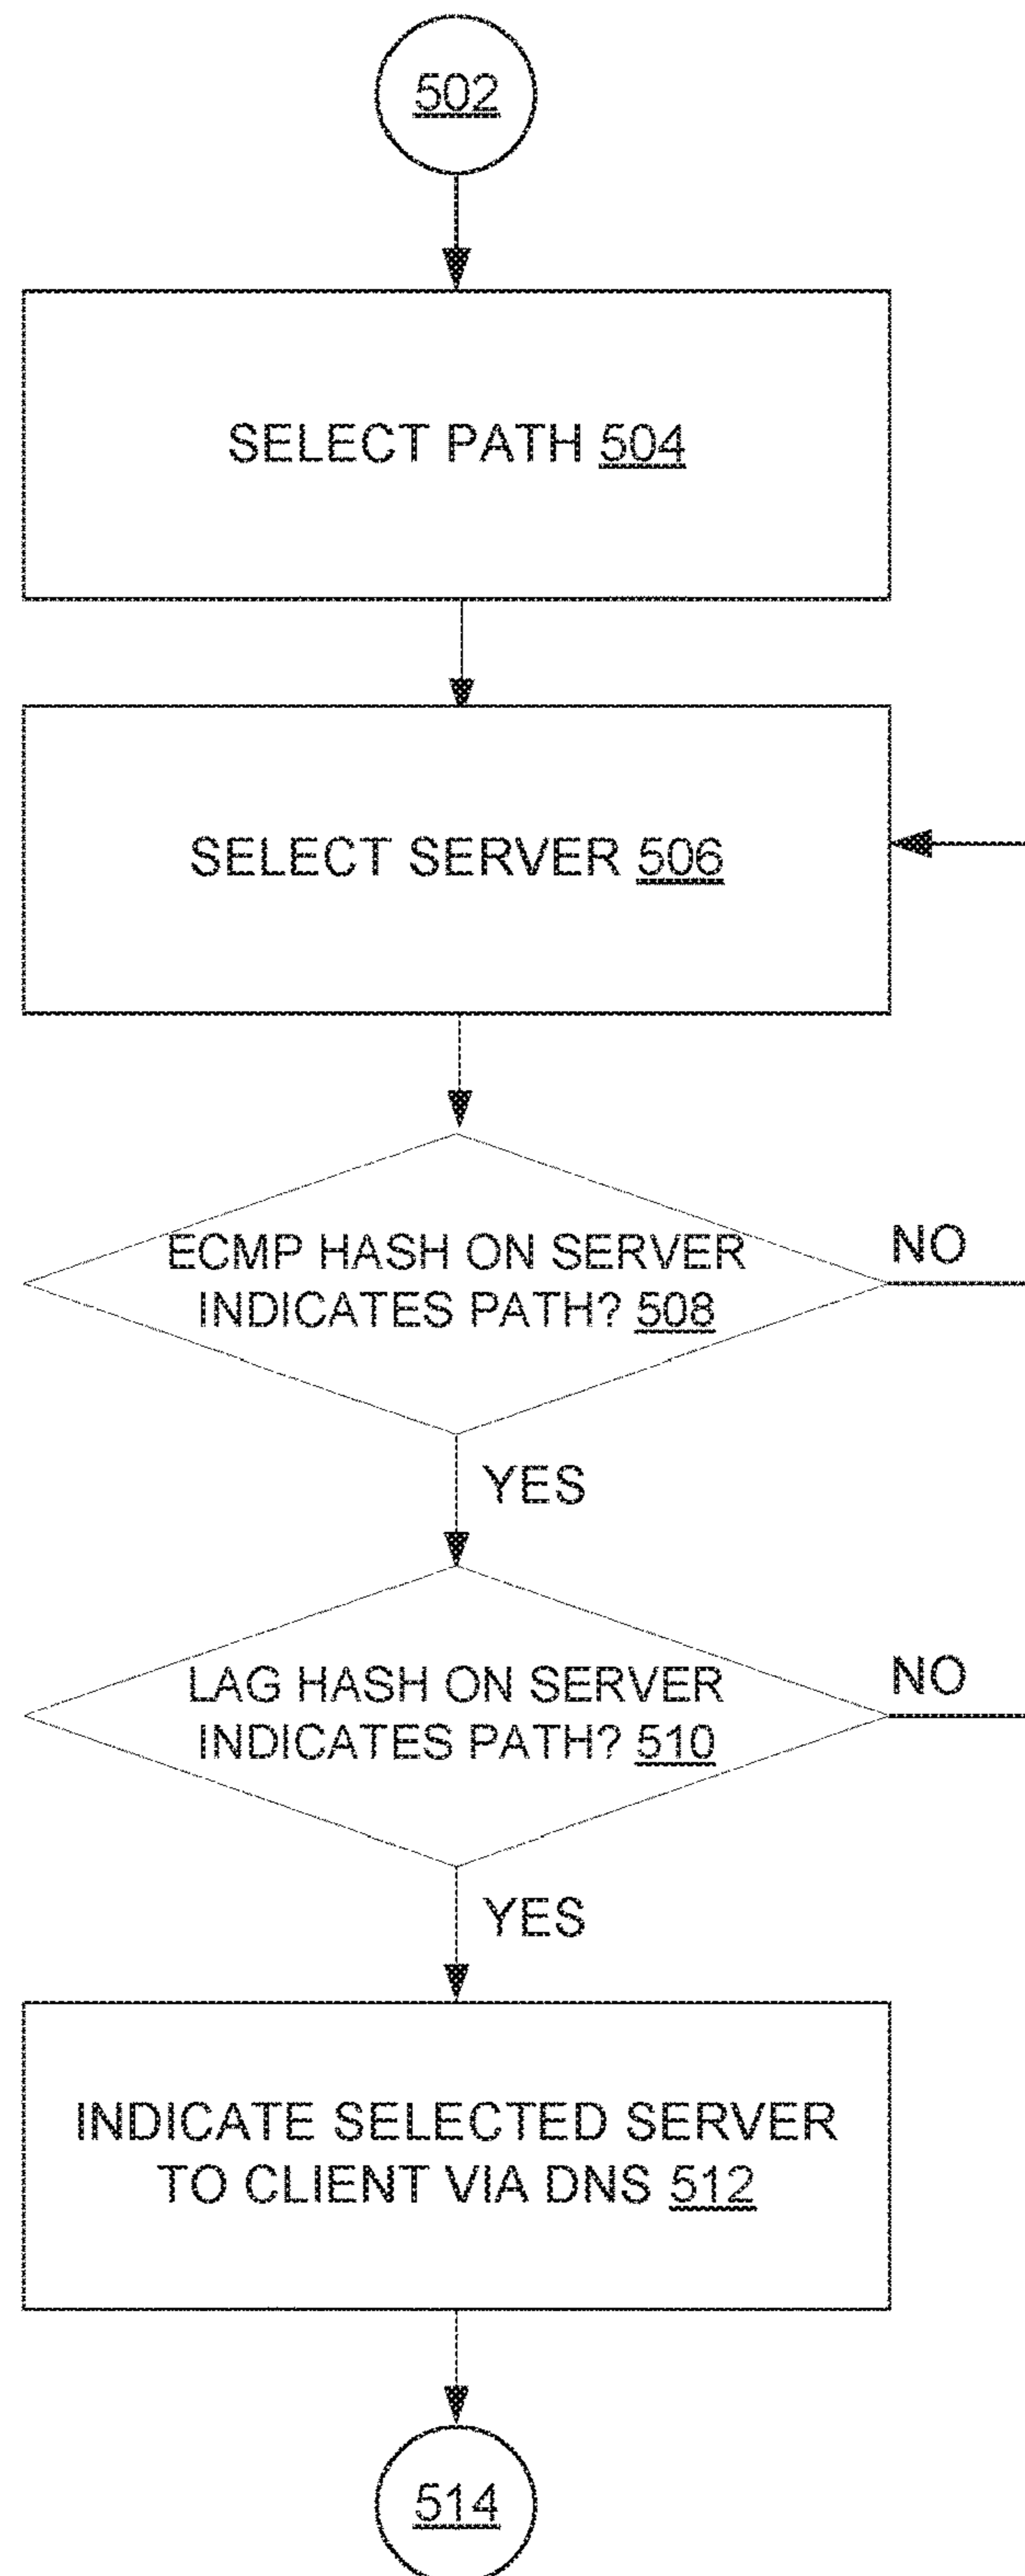 502
SELECT PATH 504
SELECT SERVER 506
ECMP HASH ON SERVER
INDICATES PATH? 508
NO
YES
LAG HASH ON SERVER
INDICATES PATH? 510
NO
YES
INDICATE SELECTED SERVER
TO CLIENT VIA DNS 512
514